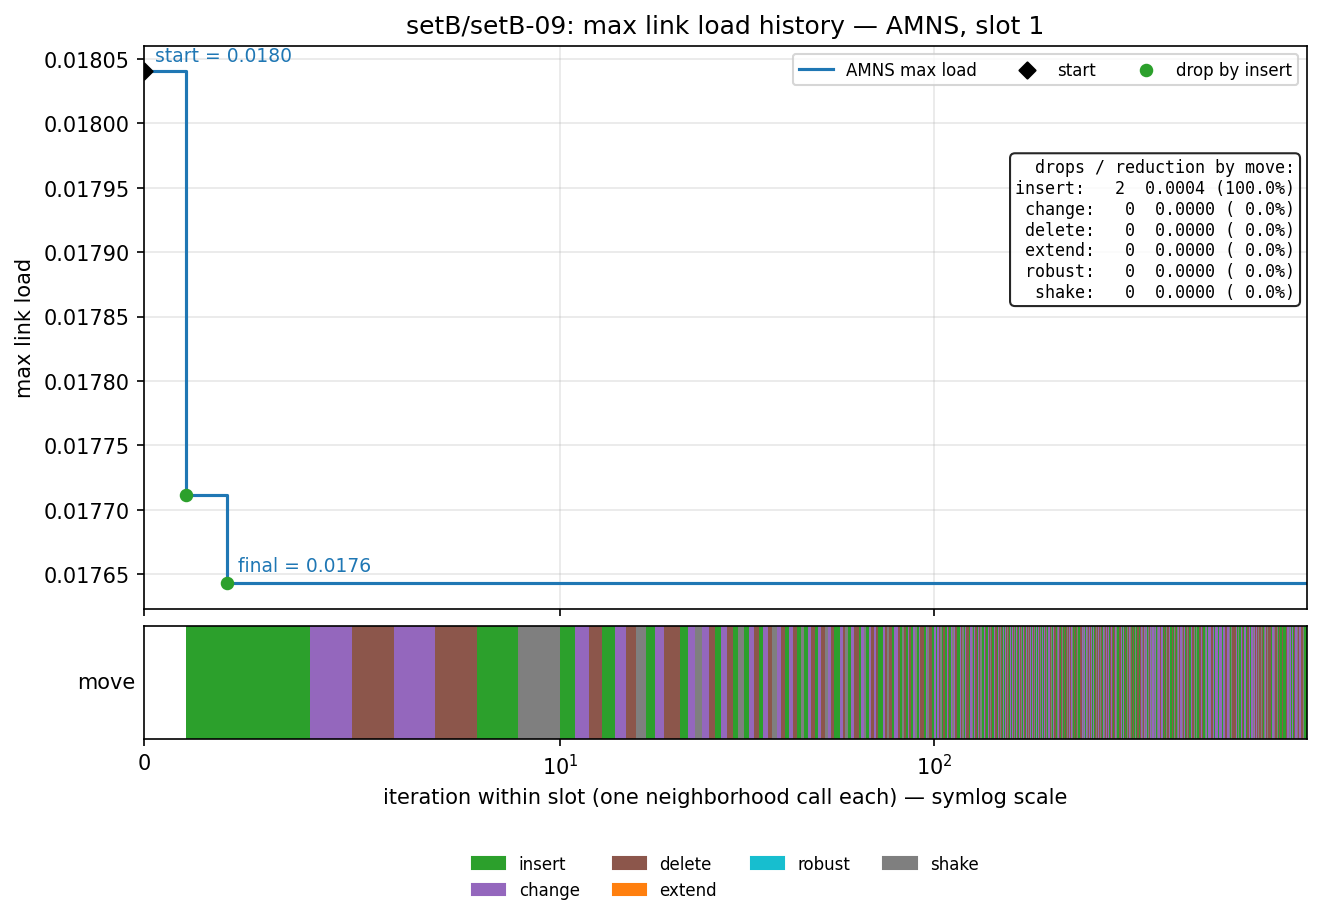 setB/setB-09: max link load history — AMNS, slot 1
start = 0.0180
AMNS max load start drop by insert
0.01805
0.01800
0.01795
0.01790
0.01785
0.01780
0.01775
0.01770
0.01765
max link load
drops / reduction by move:
insert: 2 0.0004 (100.0%)
change: 0 0.0000 ( 0.0%)
delete: 0 0.0000 ( 0.0%)
extend: 0 0.0000 ( 0.0%)
robust: 0 0.0000 ( 0.0%)
shake: 0 0.0000 ( 0.0%)
final = 0.0176
move
0 10¹ 10²
iteration within slot (one neighborhood call each) — symlog scale
insert delete robust shake
change extend